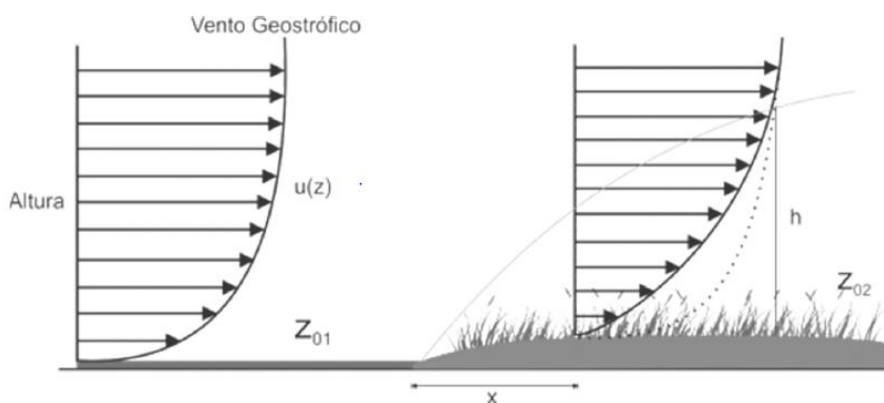 Vento Geostrófico
Altura
u(z)
Z01
h
Z02
x